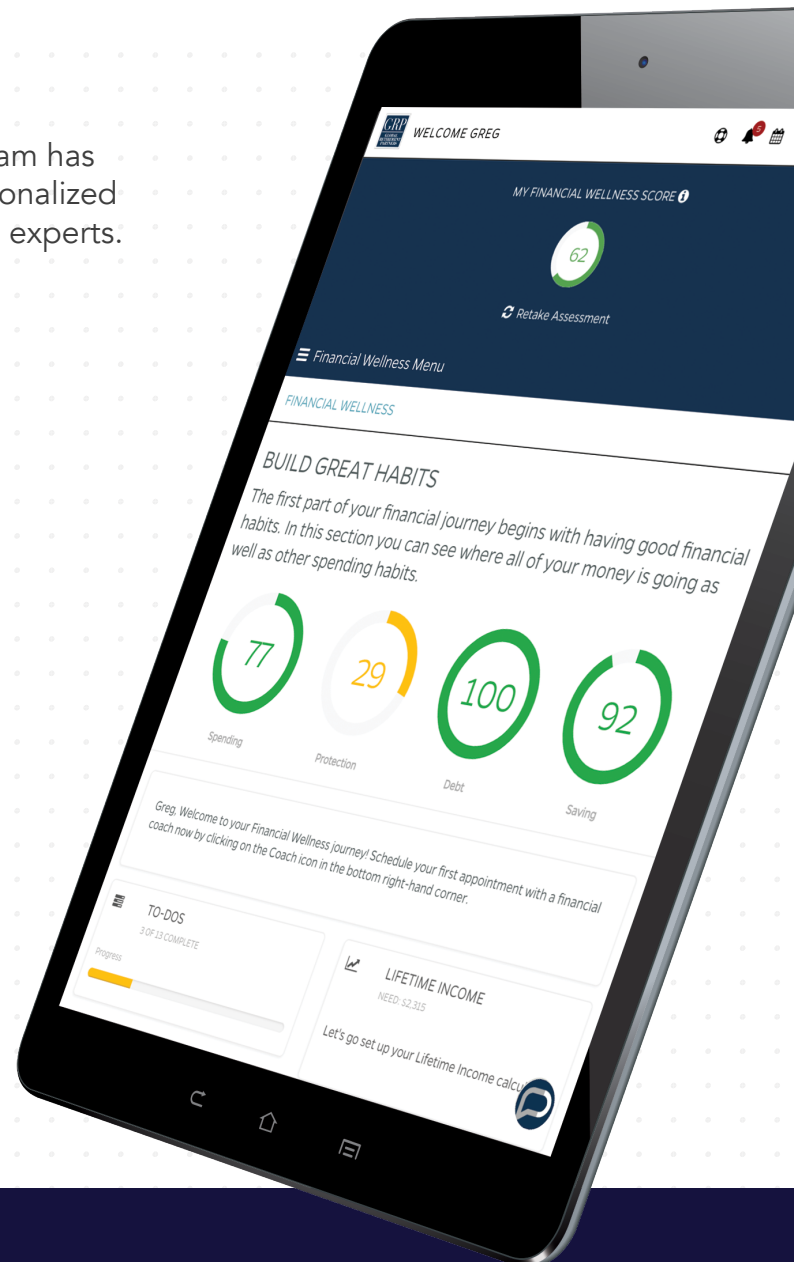 am has
onalized
experts.
GRP
GLOBAL
RETIREMENT
PARTNERS
WELCOME GREG
5
MY FINANCIAL WELLNESS SCORE
62
Retake Assessment
Financial Wellness Menu
FINANCIAL WELLNESS
BUILD GREAT HABITS
The first part of your financial journey begins with having good financial
habits. In this section you can see where all of your money is going as
well as other spending habits.
77
29
100
92
Spending
Protection
Debt
Saving
Greg, Welcome to your Financial Wellness journey! Schedule your first appointment with a financial
coach now by clicking on the Coach icon in the bottom right-hand corner.
TO-DOS
3 OF 13 COMPLETE
Progress
LIFETIME INCOME
NEED: $2,315
Let's go set up your Lifetime Income calcu